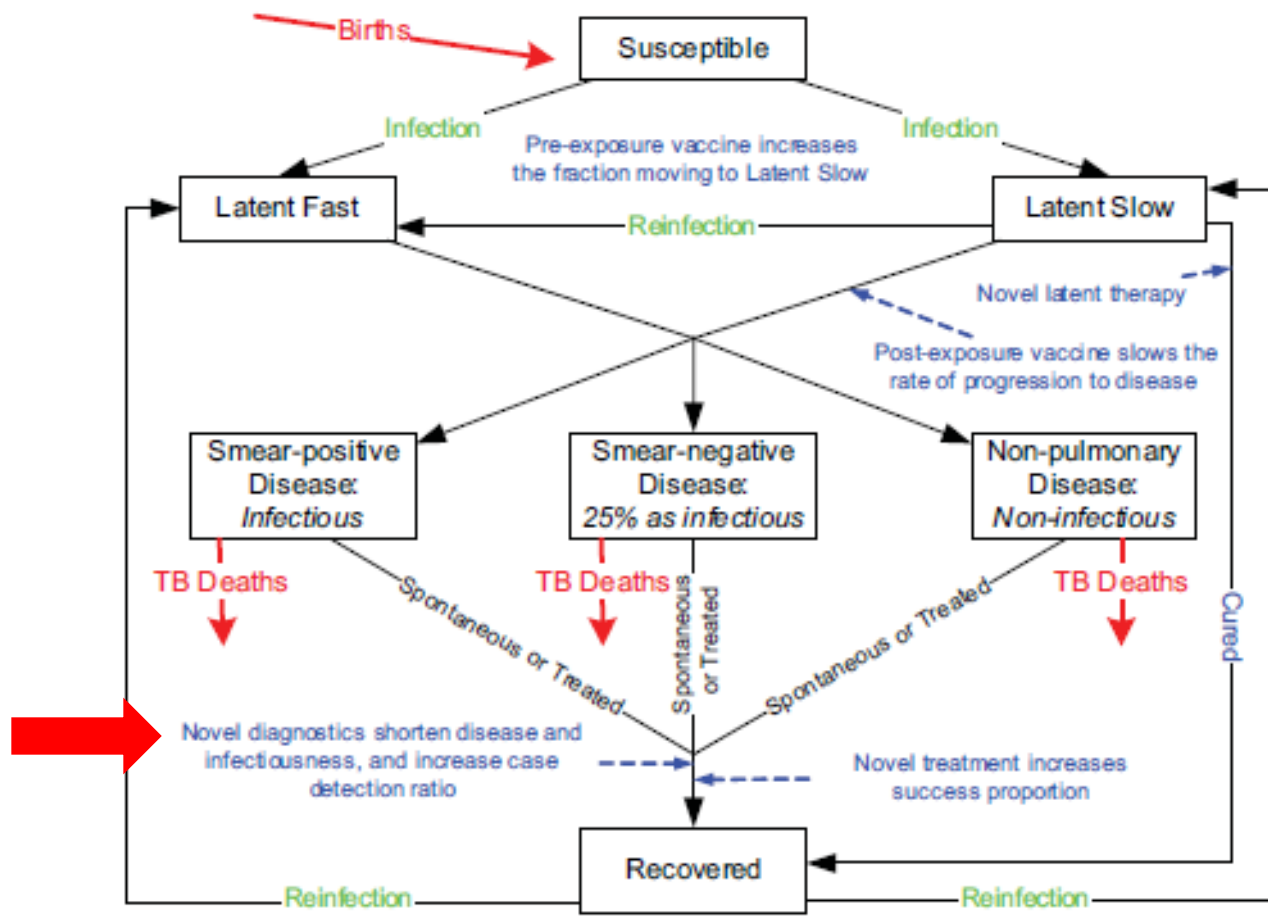 Births
Susceptible
Infection
Infection
Pre-exposure vaccine increases
the fraction moving to Latent Slow
Latent Fast
Latent Slow
Reinfection
Novel latent therapy
Post-exposure vaccine slows the
rate of progression to disease
Smear-positive
Disease:
Infectious
Smear-negative
Disease:
25% as infectious
Non-pulmonary
Disease:
Non-infectious
TB Deaths
TB Deaths
TB Deaths
Spontaneous or Treated
Spontaneous
or Treated
Spontaneous or Treated
Cured
Novel diagnostics shorten disease and
infectiousness, and increase case
detection ratio
Novel treatment increases
success proportion
Recovered
Reinfection
Reinfection